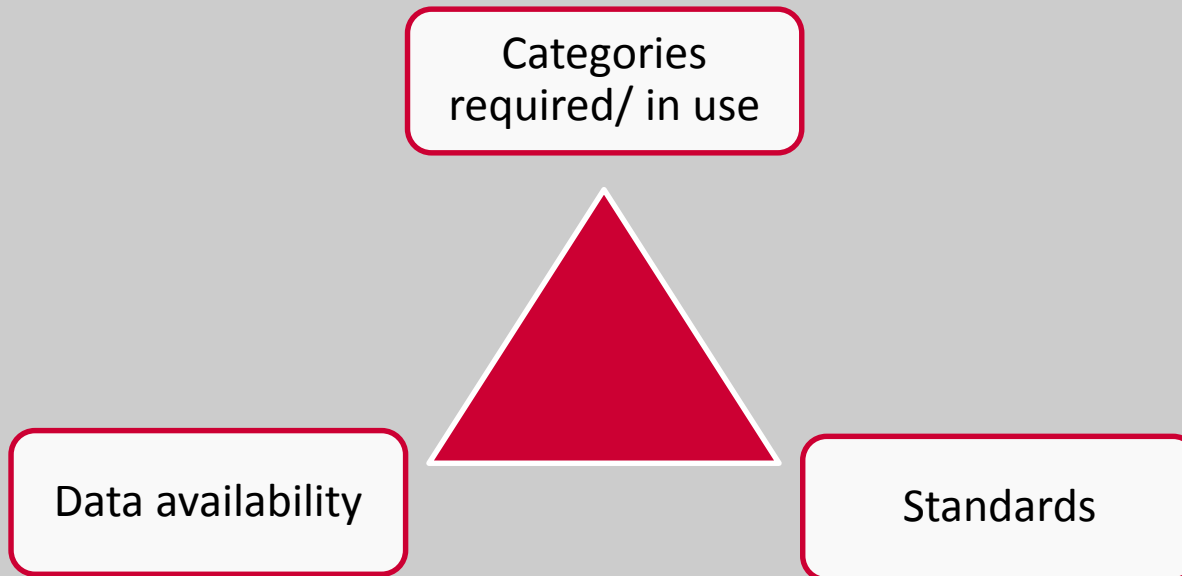 Categories
required/ in use
Data availability
Standards